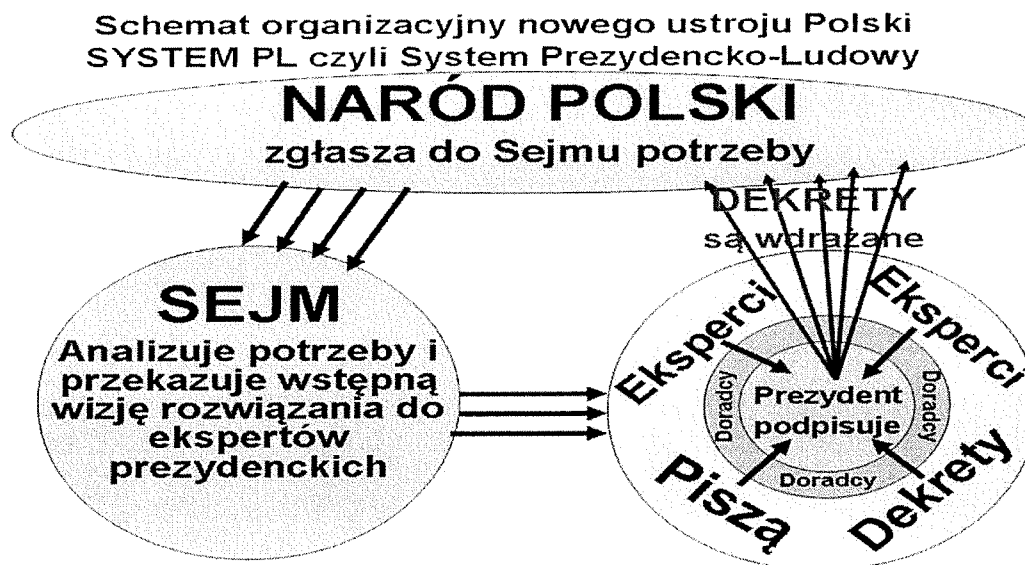 Schemat organizacyjny nowego ustroju Polski
SYSTEM PL czyli System Prezydencko-Ludowy
NARÓD POLSKI
zgłasza do Sejmu potrzeby
DEKRETY
są wdrażane
SEJM
Analizuje potrzeby i
przekazuje wstępną
wizję rozwiązania do
ekspertów
prezydenckich
Eksperci
Eksperci
Doradcy
Prezydent
podpisuje
Doradcy
Doradcy
Piszą
Dekrety